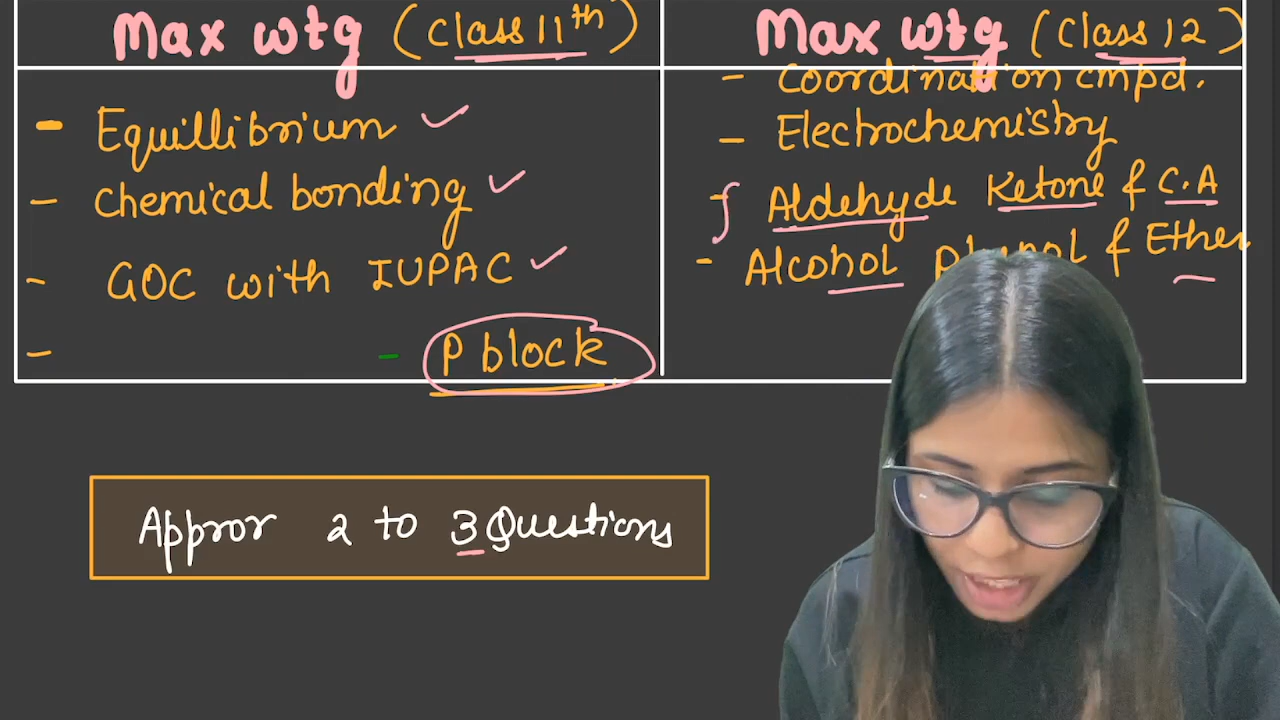 Max wtg (Class 11th)
- Equillibrium
- Chemical bonding
- GOC with IUPAC
-
- P block
Max wtg (Class 12)
- Coordination cmpd.
- Electrochemistry
- Aldehyde Ketone & C.A
- Alcohol phenol & Ether
Appror 2 to 3 Questions